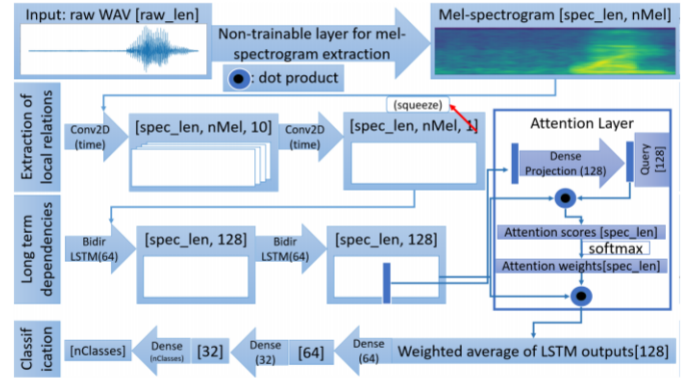 Input: raw WAV [raw_len]
Non-trainable layer for mel-
spectrogram extraction
Mel-spectrogram [spec_len, nMel]
: dot product
Extraction of
local relations
Conv2D
(time)
[spec_len, nMel, 10]
Conv2D
(time)
(squeeze)
[spec_len, nMel, 1]
Attention Layer
Dense
Projection (128)
Query
[128]
Attention scores [spec_len]
softmax
Attention weights[spec_len]
Long term
dependencies
Bidir
LSTM(64)
[spec_len, 128]
Bidir
LSTM(64)
[spec_len, 128]
Classif
ication
[nClasses]
Dense
(nClasses)
[32]
Dense
(32)
[64]
Dense
(64)
Weighted average of LSTM outputs[128]